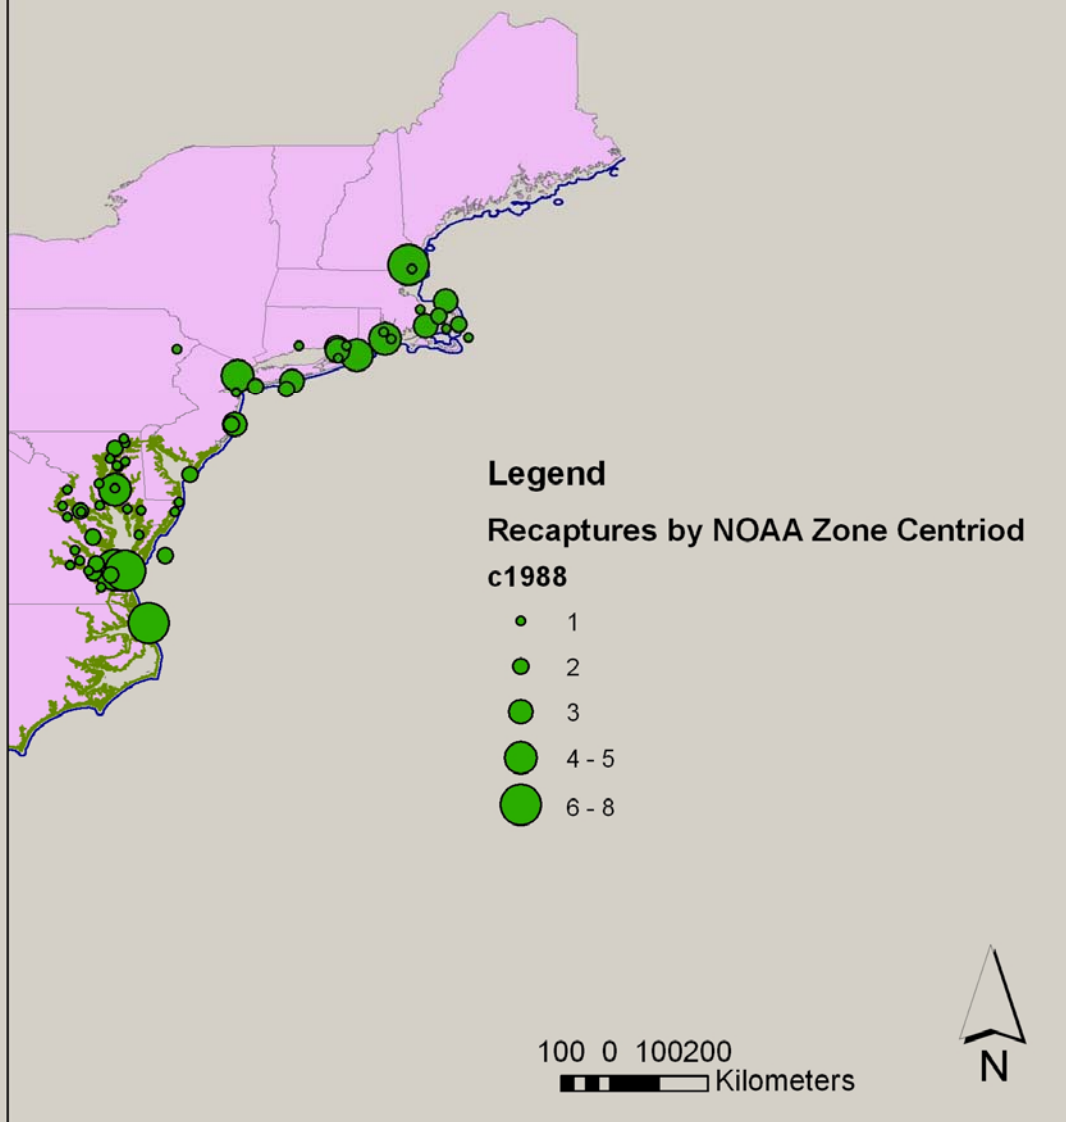 Legend
Recaptures by NOAA Zone Centriod
c1988
1
2
3
4 - 5
6 - 8
100 0 100200
Kilometers
N